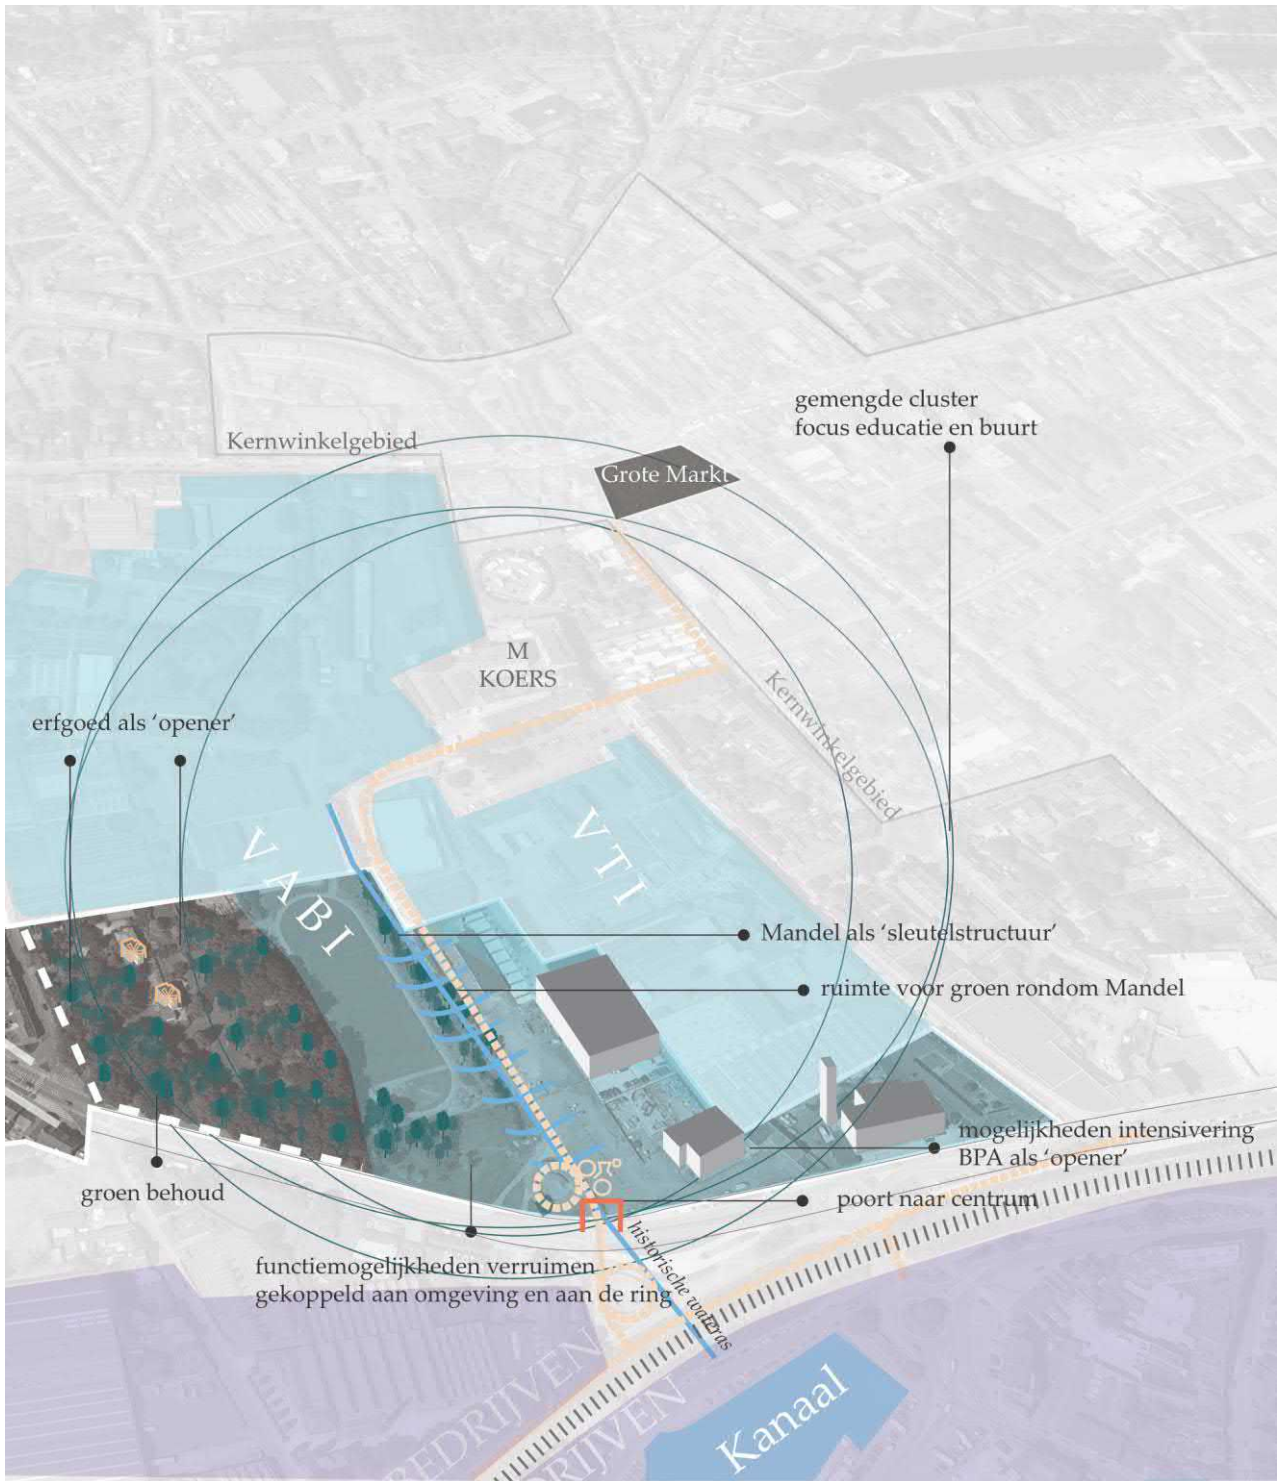 gemengde cluster
focus educatie en buurt
Kernwinkelgebied
Grote Markt
M
KOERS
Kernwinkelgebied
erfgoed als ‘opener’
VTI
VABI
Mandel als ‘sleutelstructuur’
ruimte voor groen rondom Mandel
mogelijkheden intensivering
BPA als ‘opener’
groen behoud
poort naar centrum
functiemogelijkheden verruimen
gekoppeld aan omgeving en aan de ring
historische wateras
BEDRIJVEN
Kanaal